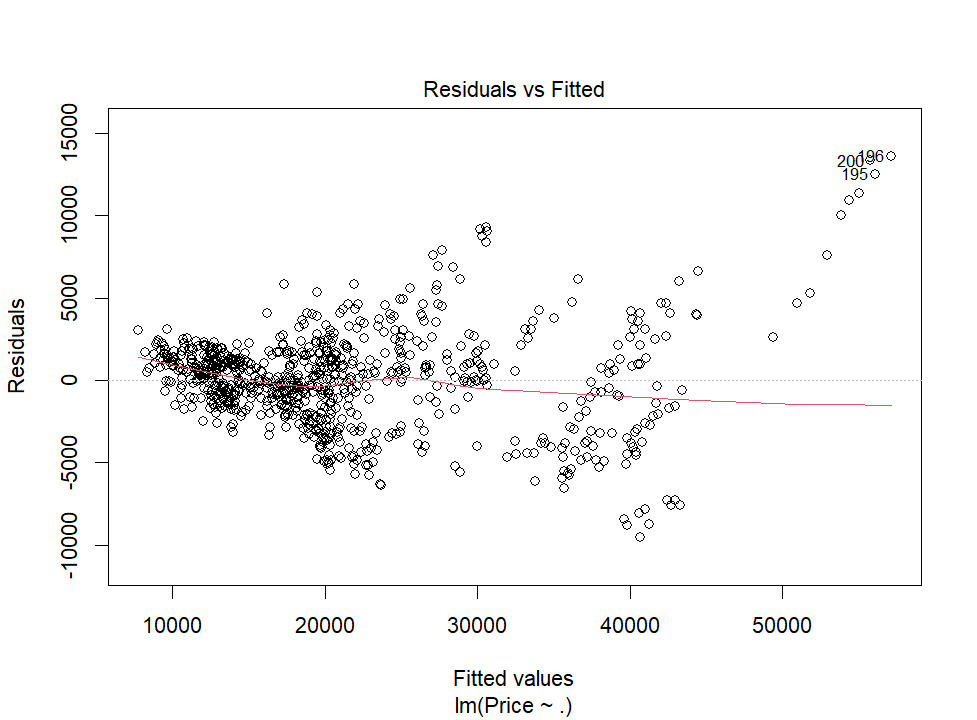 Residuals vs Fitted
Residuals
15000
10000
5000
0
-5000
-10000
196
200
195
10000 20000 30000 40000 50000
Fitted values
lm(Price ~ .)